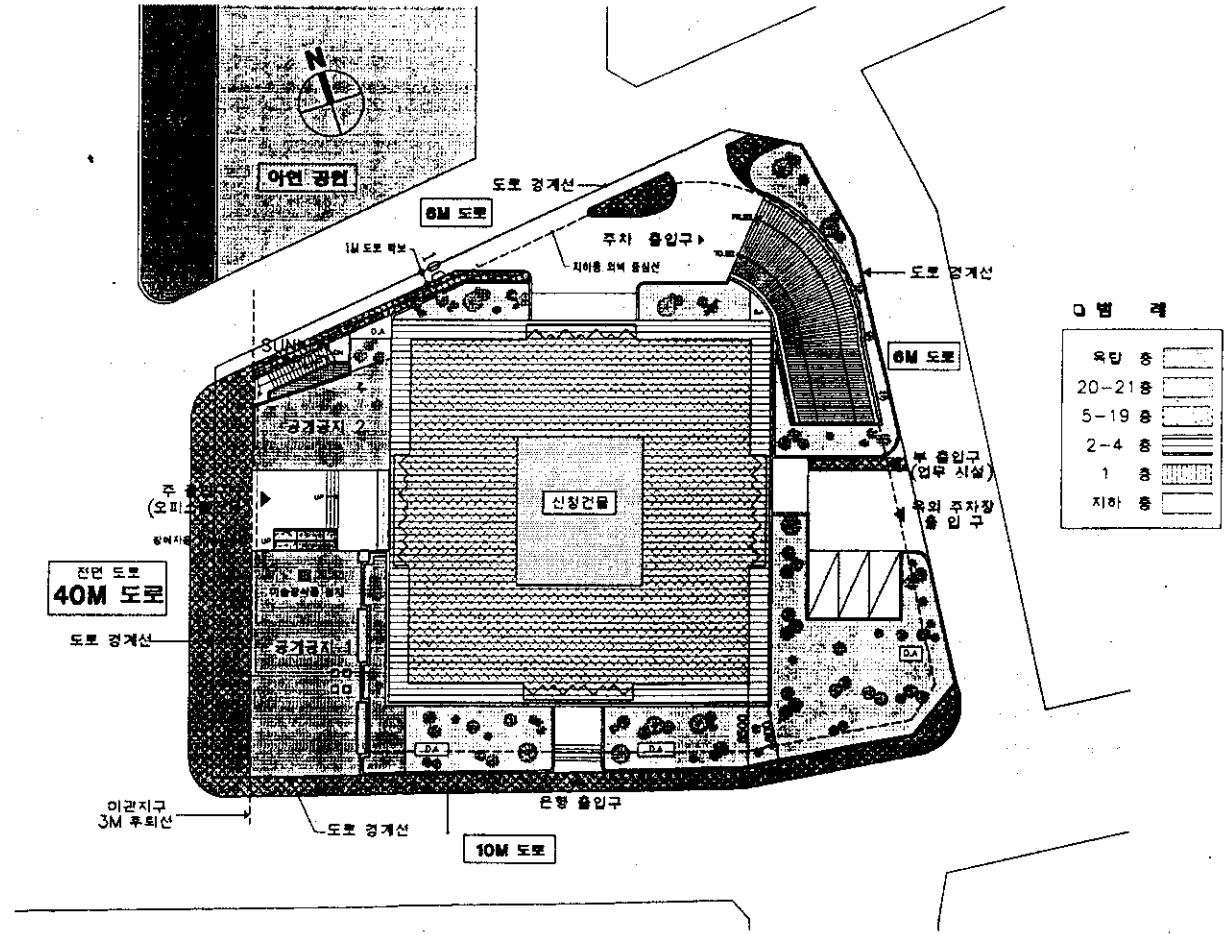 N
어린 공원
도로 경계선
6M 도로
주차 출입구
1M 도로 확보
지하층 외벽 중심선
도로 경계선
범 례
옥탑 층
20-21층
5-19 층
2-4 층
1 층
지하 층
D.A
6M 도로
공개공지 2
부 출입구
(업무 시설)
주
신청건물
옥외 주차장
출 입 구
UP
UP
전면 도로
40M 도로
도로 경계선
공개공지 1
D.A
D.A
D.A
은행 출입구
미관지구
3M 후퇴선
도로 경계선
10M 도로